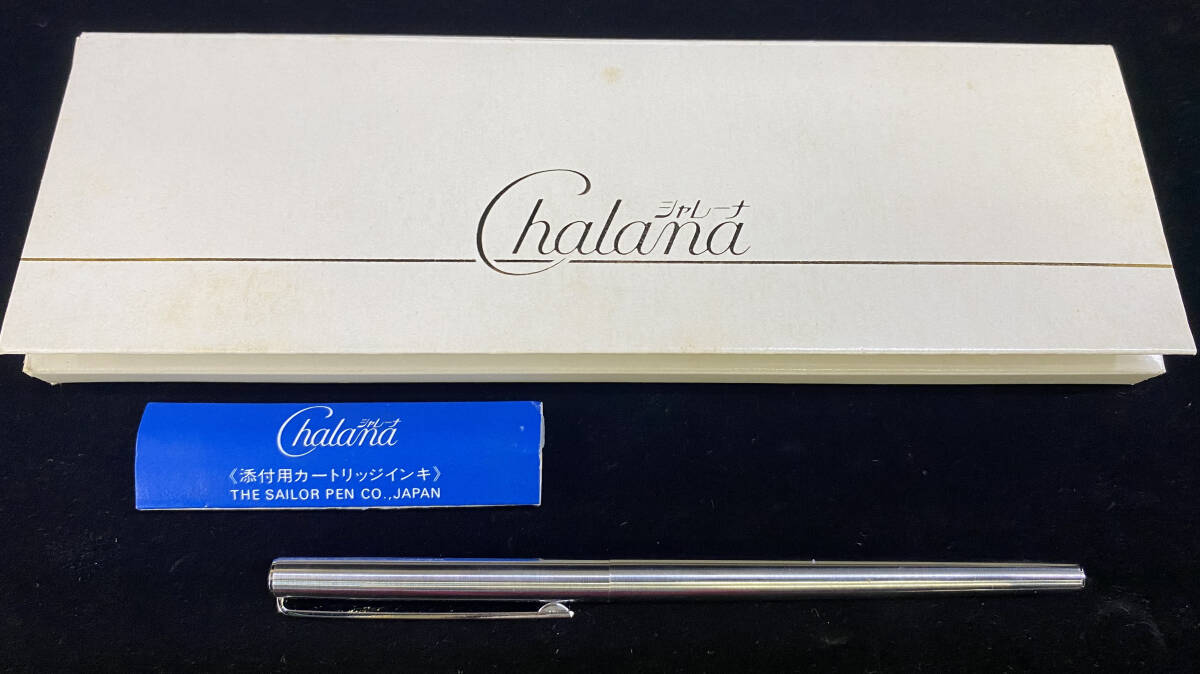 シャレーナ
Chalana
シャレーナ
Chalana
《添付用カートリッジインキ》
THE SAILOR PEN CO.,JAPAN